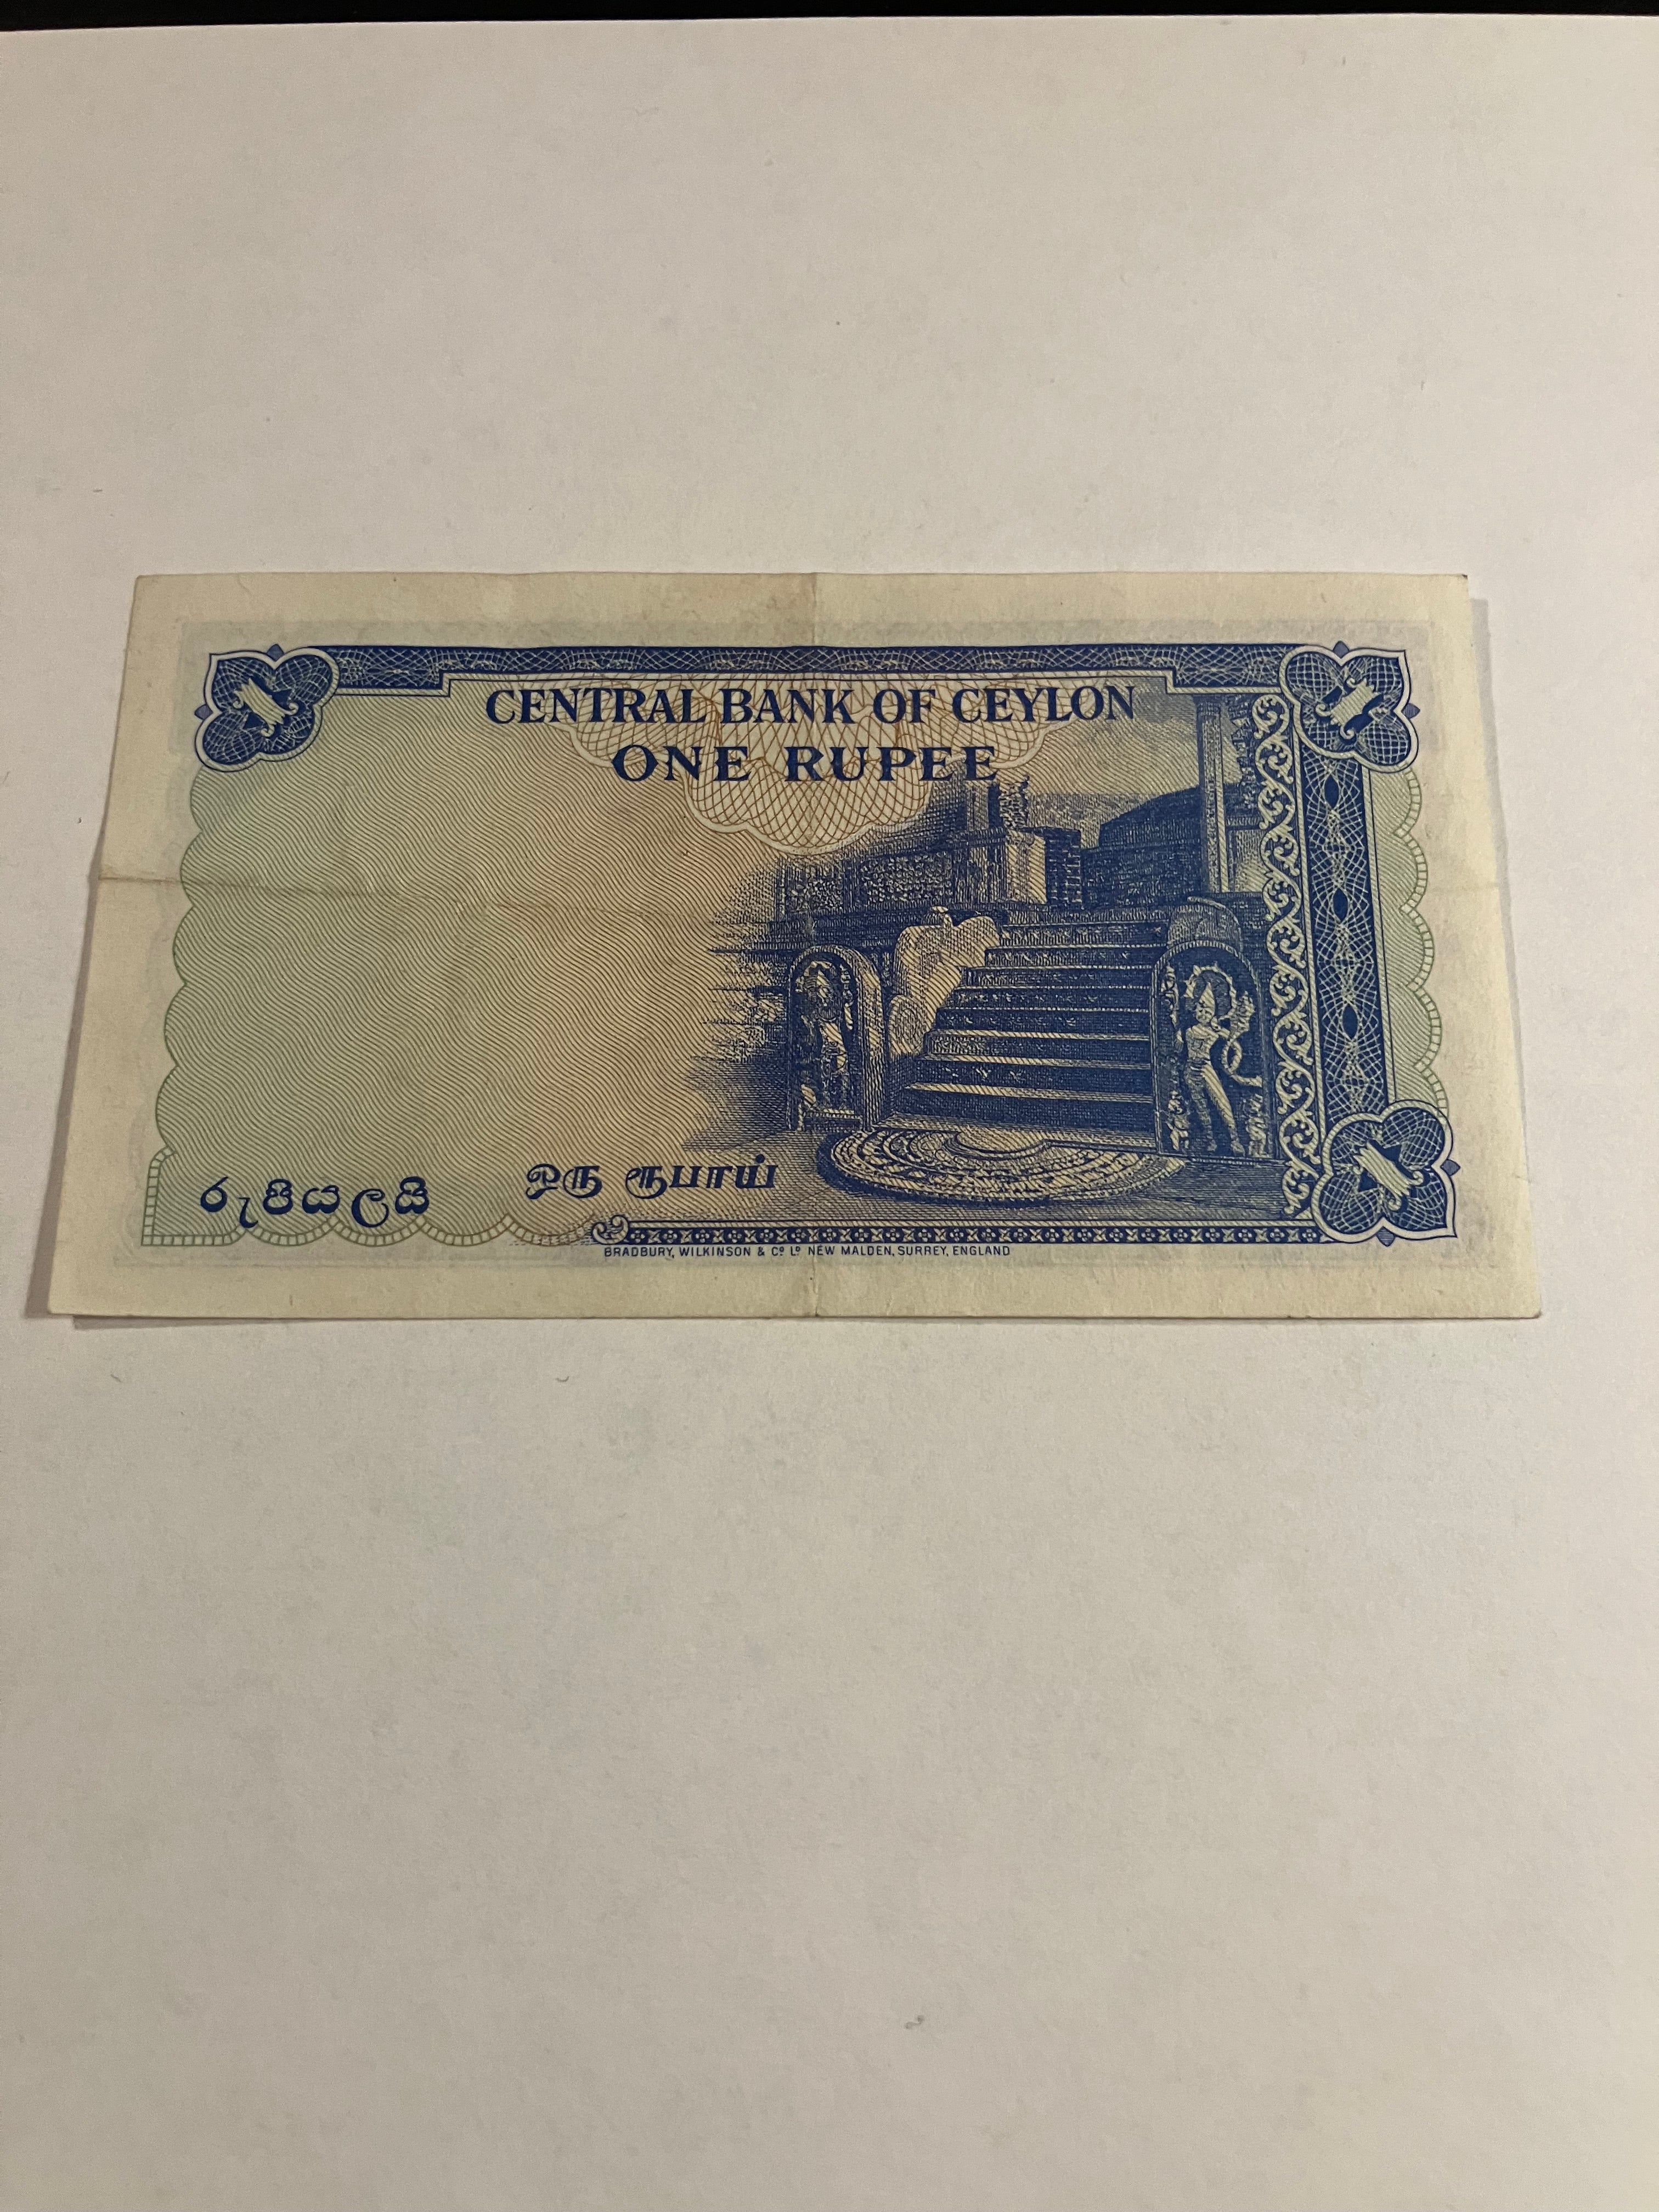 CENTRAL BANK OF CEYLON
ONE RUPEE
රුපියලයි ஒரு ரூபாய்
BRADBURY, WILKINSON & Cº Lº NEW MALDEN, SURREY, ENGLAND